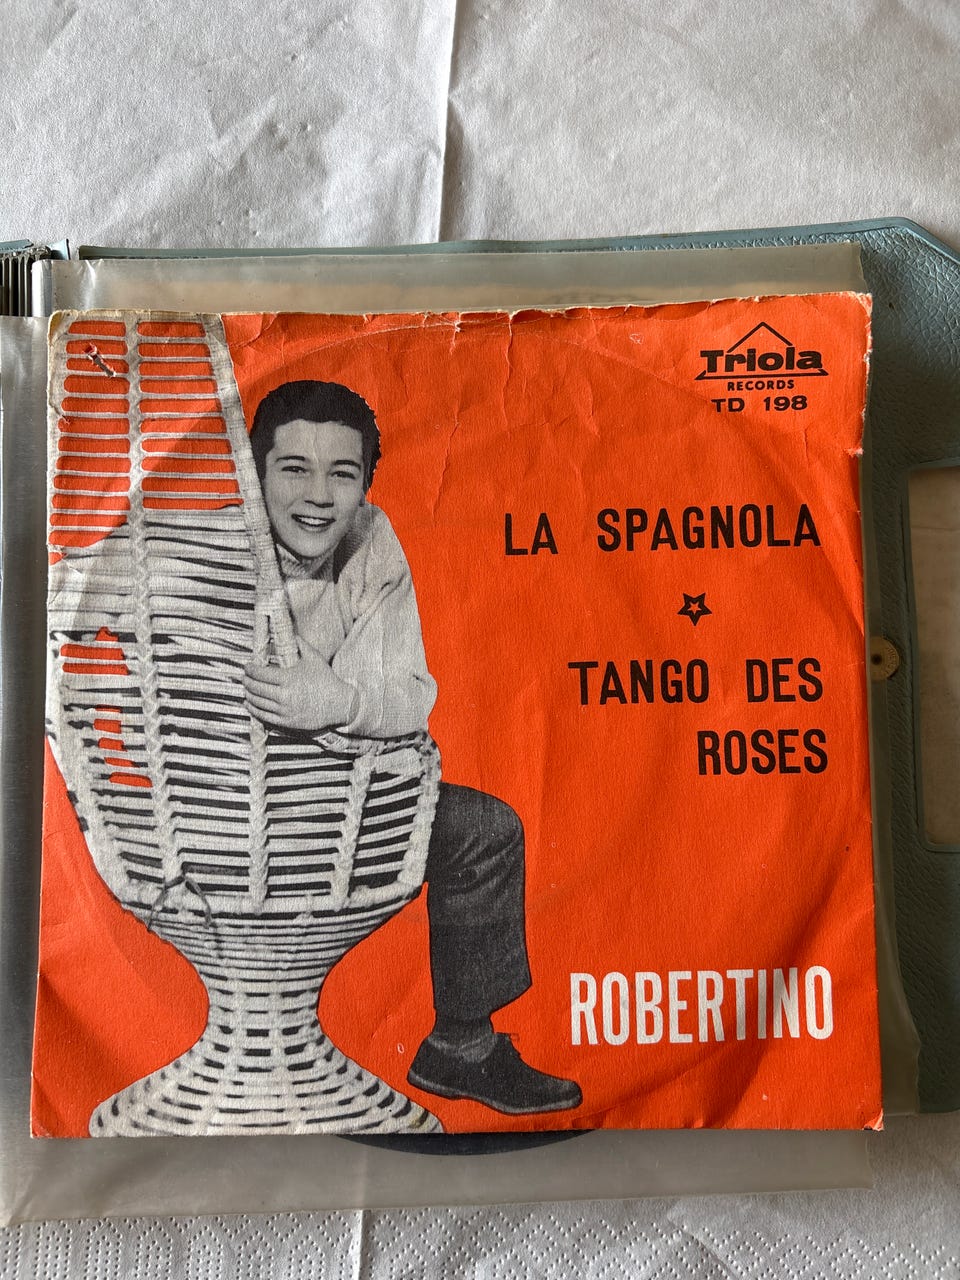 Triola
RECORDS
TD 198
LA SPAGNOLA
TANGO DES
ROSES
ROBERTINO